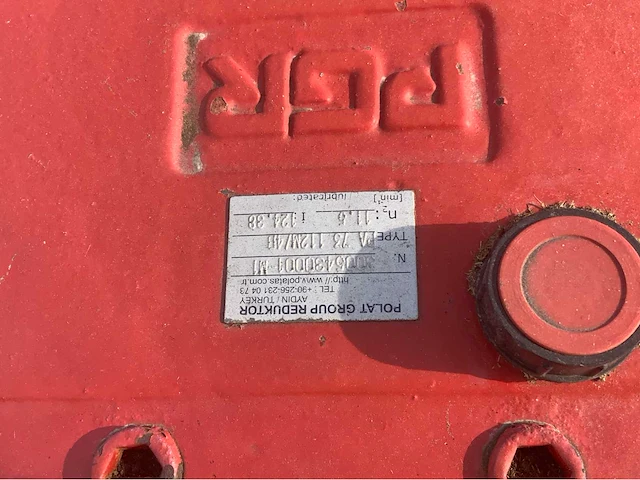 PGR
POLAT GROUP REDUKTOR
AYDIN / TURKEY
TEL.: +90-256-231 04 73
http://www.polatas.com.tr
N.
TYPE PA 73 112M/4B
n₂: 11.6 i: 124.38
[min⁻¹] lubricated: